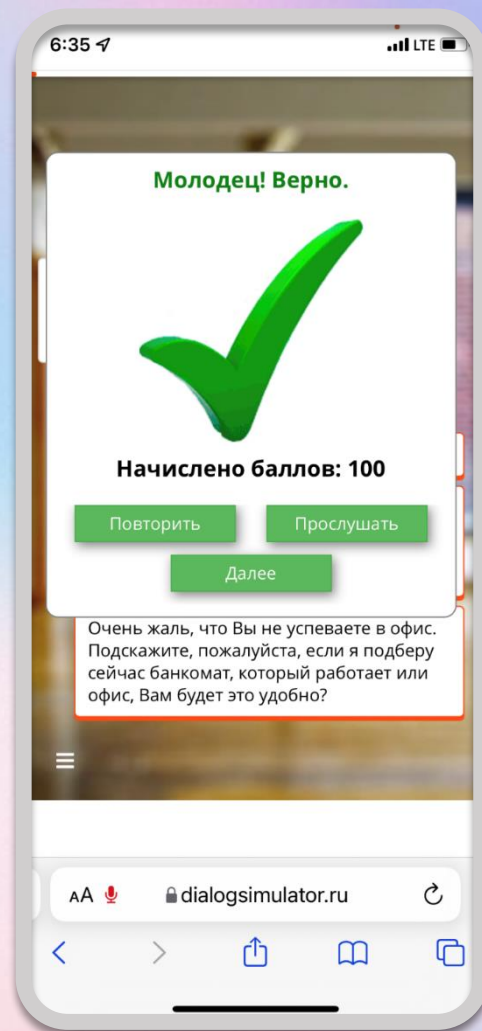 6:35
LTE
Молодец! Верно.
Начислено баллов: 100
Повторить
Прослушать
Далее
Очень жаль, что Вы не успеваете в офис.
Подскажите, пожалуйста, если я подберу
сейчас банкомат, который работает или
офис, Вам будет это удобно?
AA
dialogsimulator.ru